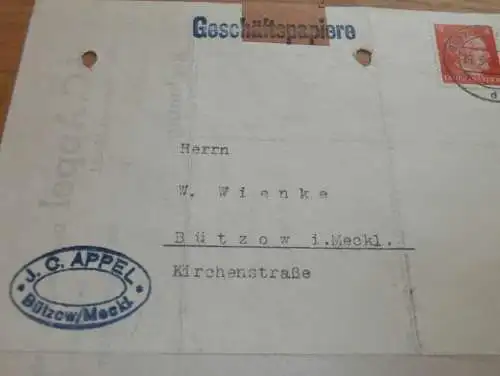 Geschäftspapiere
Herrn
W. Wienke
Bützow i.Meckl.
Kirchenstraße
* J. C. APPEL *
Bützow/Meckl.